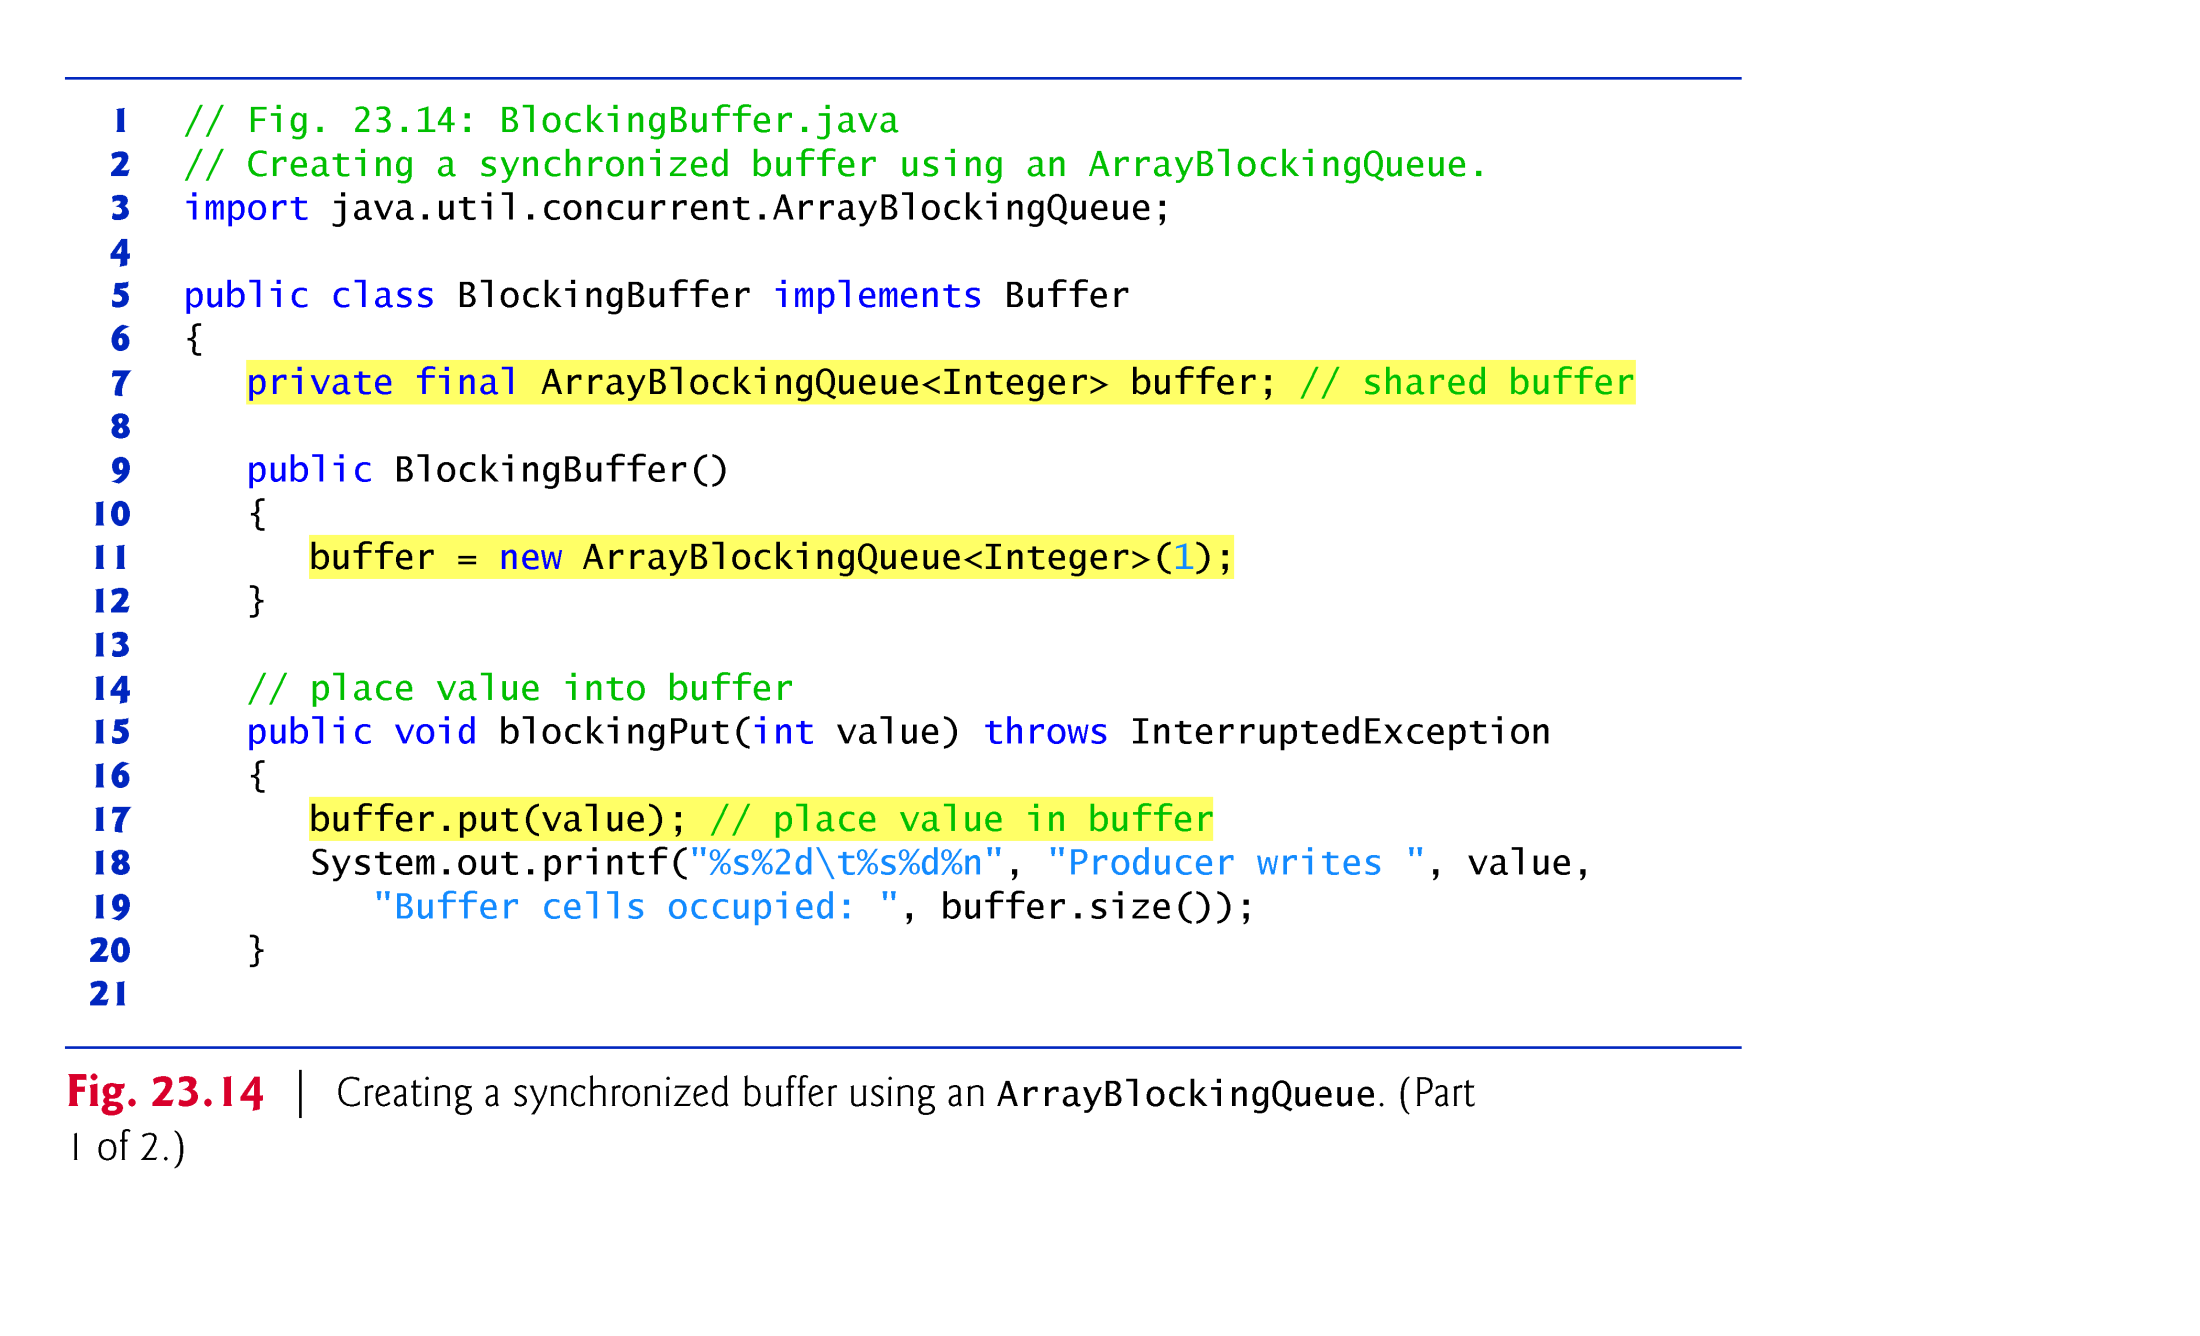 1 // Fig. 23.14: BlockingBuffer.java
2 // Creating a synchronized buffer using an ArrayBlockingQueue.
3 import java.util.concurrent.ArrayBlockingQueue;
4
5 public class BlockingBuffer implements Buffer
6 {
7    private final ArrayBlockingQueue<Integer> buffer; // shared buffer
8
9    public BlockingBuffer()
10    {
11       buffer = new ArrayBlockingQueue<Integer>(1);
12    }
13
14    // place value into buffer
15    public void blockingPut(int value) throws InterruptedException
16    {
17       buffer.put(value); // place value in buffer
18       System.out.printf("%s%2d\t%s%d%n", "Producer writes ", value,
19          "Buffer cells occupied: ", buffer.size());
20    }
21
Fig. 23.14 | Creating a synchronized buffer using an ArrayBlockingQueue. (Part
1 of 2.)